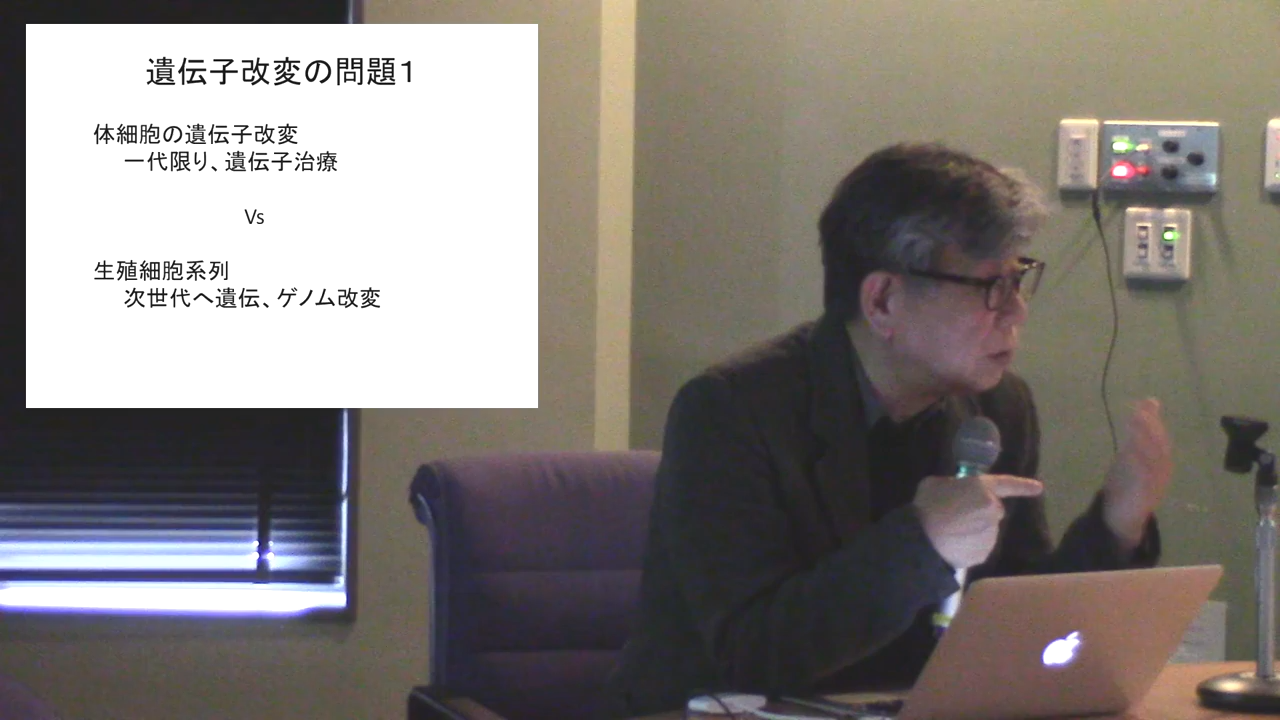 遺伝子改変の問題１
体細胞の遺伝子改変
一代限り、遺伝子治療
Vs
生殖細胞系列
次世代へ遺伝、ゲノム改変